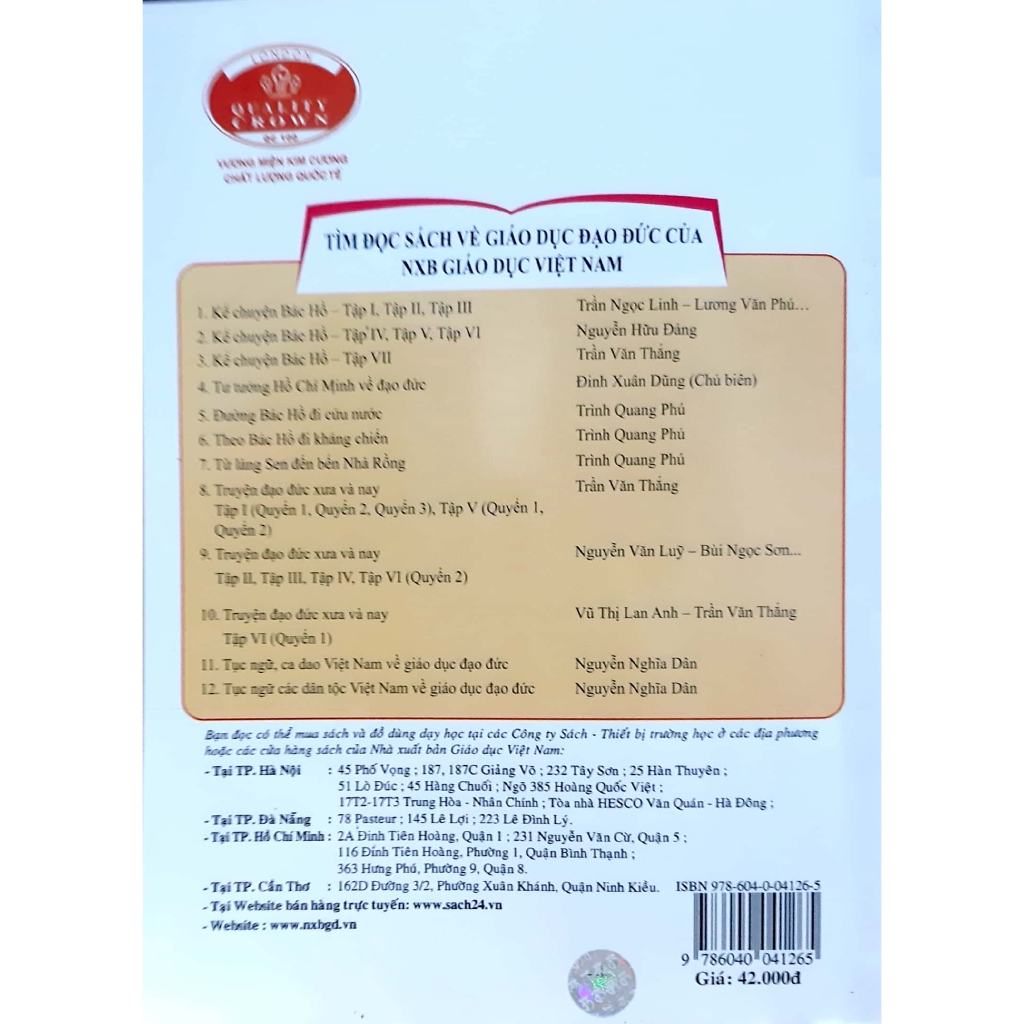 LONDON
QUALITY
CROWN
QC 100
VƯƠNG MIỆN KIM CƯƠNG
CHẤT LƯỢNG QUỐC TẾ
TÌM ĐỌC SÁCH VỀ GIÁO DỤC ĐẠO ĐỨC CỦA
NXB GIÁO DỤC VIỆT NAM
1. Kể chuyện Bác Hồ – Tập I, Tập II, Tập III Trần Ngọc Linh – Lương Văn Phú...
2. Kể chuyện Bác Hồ – Tập IV, Tập V, Tập VI Nguyễn Hữu Đảng
3. Kể chuyện Bác Hồ – Tập VII Trần Văn Thắng
4. Tư tưởng Hồ Chí Minh về đạo đức Đinh Xuân Dũng (Chủ biên)
5. Đường Bác Hồ đi cứu nước Trình Quang Phú
6. Theo Bác Hồ đi kháng chiến Trình Quang Phú
7. Từ làng Sen đến bến Nhà Rồng Trình Quang Phú
8. Truyện đạo đức xưa và nay Trần Văn Thắng
Tập I (Quyển 1, Quyển 2, Quyển 3), Tập V (Quyển 1,
Quyển 2)
9. Truyện đạo đức xưa và nay Nguyễn Văn Luỹ – Bùi Ngọc Sơn...
Tập II, Tập III, Tập IV, Tập VI (Quyển 2)
10. Truyện đạo đức xưa và nay Vũ Thị Lan Anh – Trần Văn Thắng
Tập VI (Quyển 1)
11. Tục ngữ, ca dao Việt Nam về giáo dục đạo đức Nguyễn Nghĩa Dân
12. Tục ngữ các dân tộc Việt Nam về giáo dục đạo đức Nguyễn Nghĩa Dân
Bạn đọc có thể mua sách và đồ dùng dạy học tại các Công ty Sách - Thiết bị trường học ở các địa phương
hoặc các cửa hàng sách của Nhà xuất bản Giáo dục Việt Nam:
- Tại TP. Hà Nội : 45 Phố Vọng ; 187, 187C Giảng Võ ; 232 Tây Sơn ; 25 Hàn Thuyên ;
51 Lò Đúc ; 45 Hàng Chuối ; Ngõ 385 Hoàng Quốc Việt ;
17T2-17T3 Trung Hòa - Nhân Chính ; Tòa nhà HESCO Văn Quán - Hà Đông ;
- Tại TP. Đà Nẵng : 78 Pasteur ; 145 Lê Lợi ; 223 Lê Đình Lý.
- Tại TP. Hồ Chí Minh : 2A Đinh Tiên Hoàng, Quận 1 ; 231 Nguyễn Văn Cừ, Quận 5 ;
116 Đinh Tiên Hoàng, Phường 1, Quận Bình Thạnh ;
363 Hưng Phú, Phường 9, Quận 8.
- Tại TP. Cần Thơ : 162D Đường 3/2, Phường Xuân Khánh, Quận Ninh Kiều.
ISBN 978-604-0-04126-5
- Tại Website bán hàng trực tuyến: www.sach24.vn
- Website : www.nxbgd.vn
9 786040 041265
Giá: 42.000đ